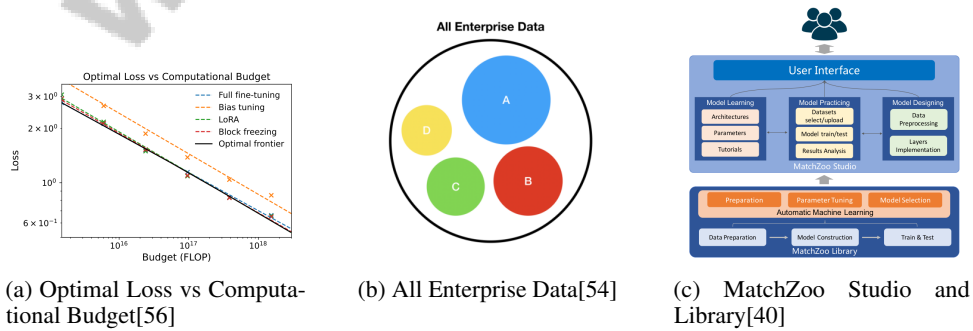 Optimal Loss vs Computational Budget
3 × 10⁰
2 × 10⁰
10⁰
6 × 10⁻¹
Loss
Full fine-tuning
Bias tuning
LoRA
Block freezing
Optimal frontier
10¹⁶
10¹⁷
10¹⁸
Budget (FLOP)
(a) Optimal Loss vs Computa-
tional Budget[56]
All Enterprise Data
A
D
C
B
(b) All Enterprise Data[54]
User Interface
Model Learning
Architectures
Parameters
Tutorials
Model Practicing
Datasets
select/upload
Model train/test
Results Analysis
Model Designing
Data
Preprocessing
Layers
Implementation
MatchZoo Studio
Preparation
Parameter Tuning
Model Selection
Automatic Machine Learning
Data Preparation
Model Construction
Train & Test
MatchZoo Library
(c) MatchZoo Studio and
Library[40]